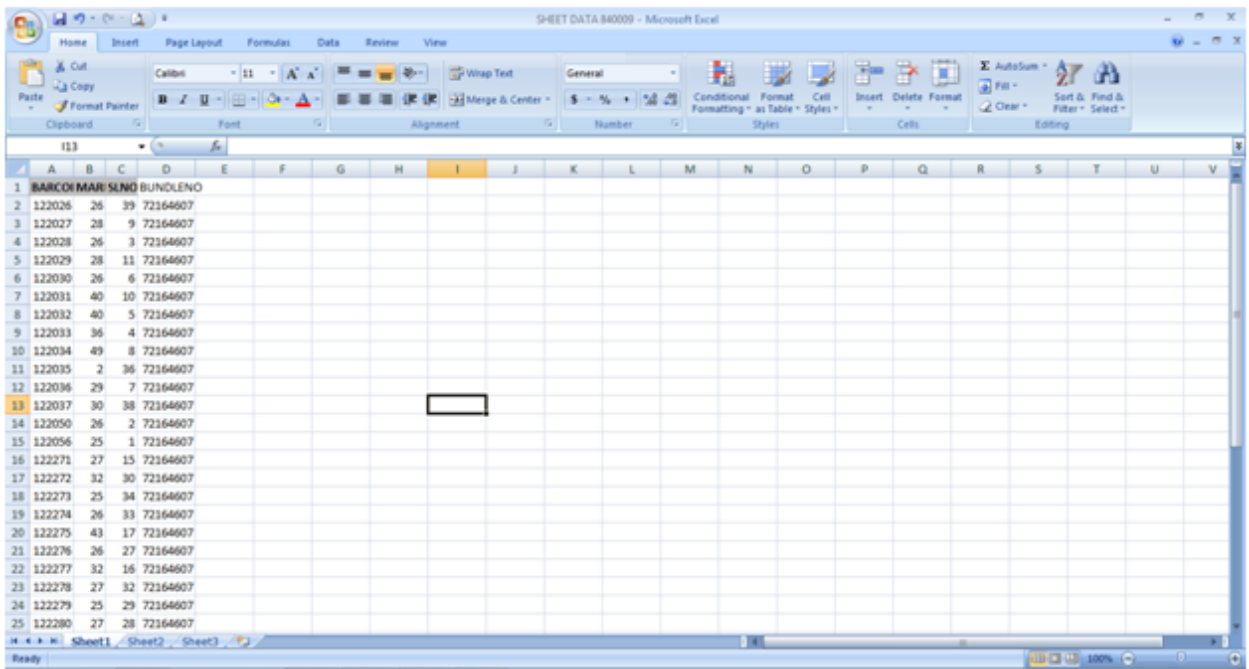 SHEET DATA 840009 - Microsoft Excel
Home Insert Page Layout Formulas Data Review View
Cut
Copy
Format Painter
Paste
Clipboard
Calibri 11
B I U
Font
Wrap Text
Merge & Center
Alignment
General
$ % ,
Number
Conditional Formatting
Format as Table
Cell Styles
Styles
Insert Delete Format
Cells
Σ AutoSum
Fill
Clear
Sort & Filter
Find & Select
Editing
I13 fx
A B C D E F G H I J K L M N O P Q R S T U V
1 BARCOI MARI SLNO BUNDLENO
2 122026 26 39 72164607
3 122027 28 9 72164607
4 122028 26 3 72164607
5 122029 28 11 72164607
6 122030 26 6 72164607
7 122031 40 10 72164607
8 122032 40 5 72164607
9 122033 36 4 72164607
10 122034 49 8 72164607
11 122035 2 36 72164607
12 122036 29 7 72164607
13 122037 30 38 72164607
14 122050 26 2 72164607
15 122056 25 1 72164607
16 122271 27 15 72164607
17 122272 32 30 72164607
18 122273 25 34 72164607
19 122274 26 33 72164607
20 122275 43 17 72164607
21 122276 26 27 72164607
22 122277 32 16 72164607
23 122278 27 32 72164607
24 122279 25 29 72164607
25 122280 27 28 72164607
Sheet1 Sheet2 Sheet3
Ready 100%